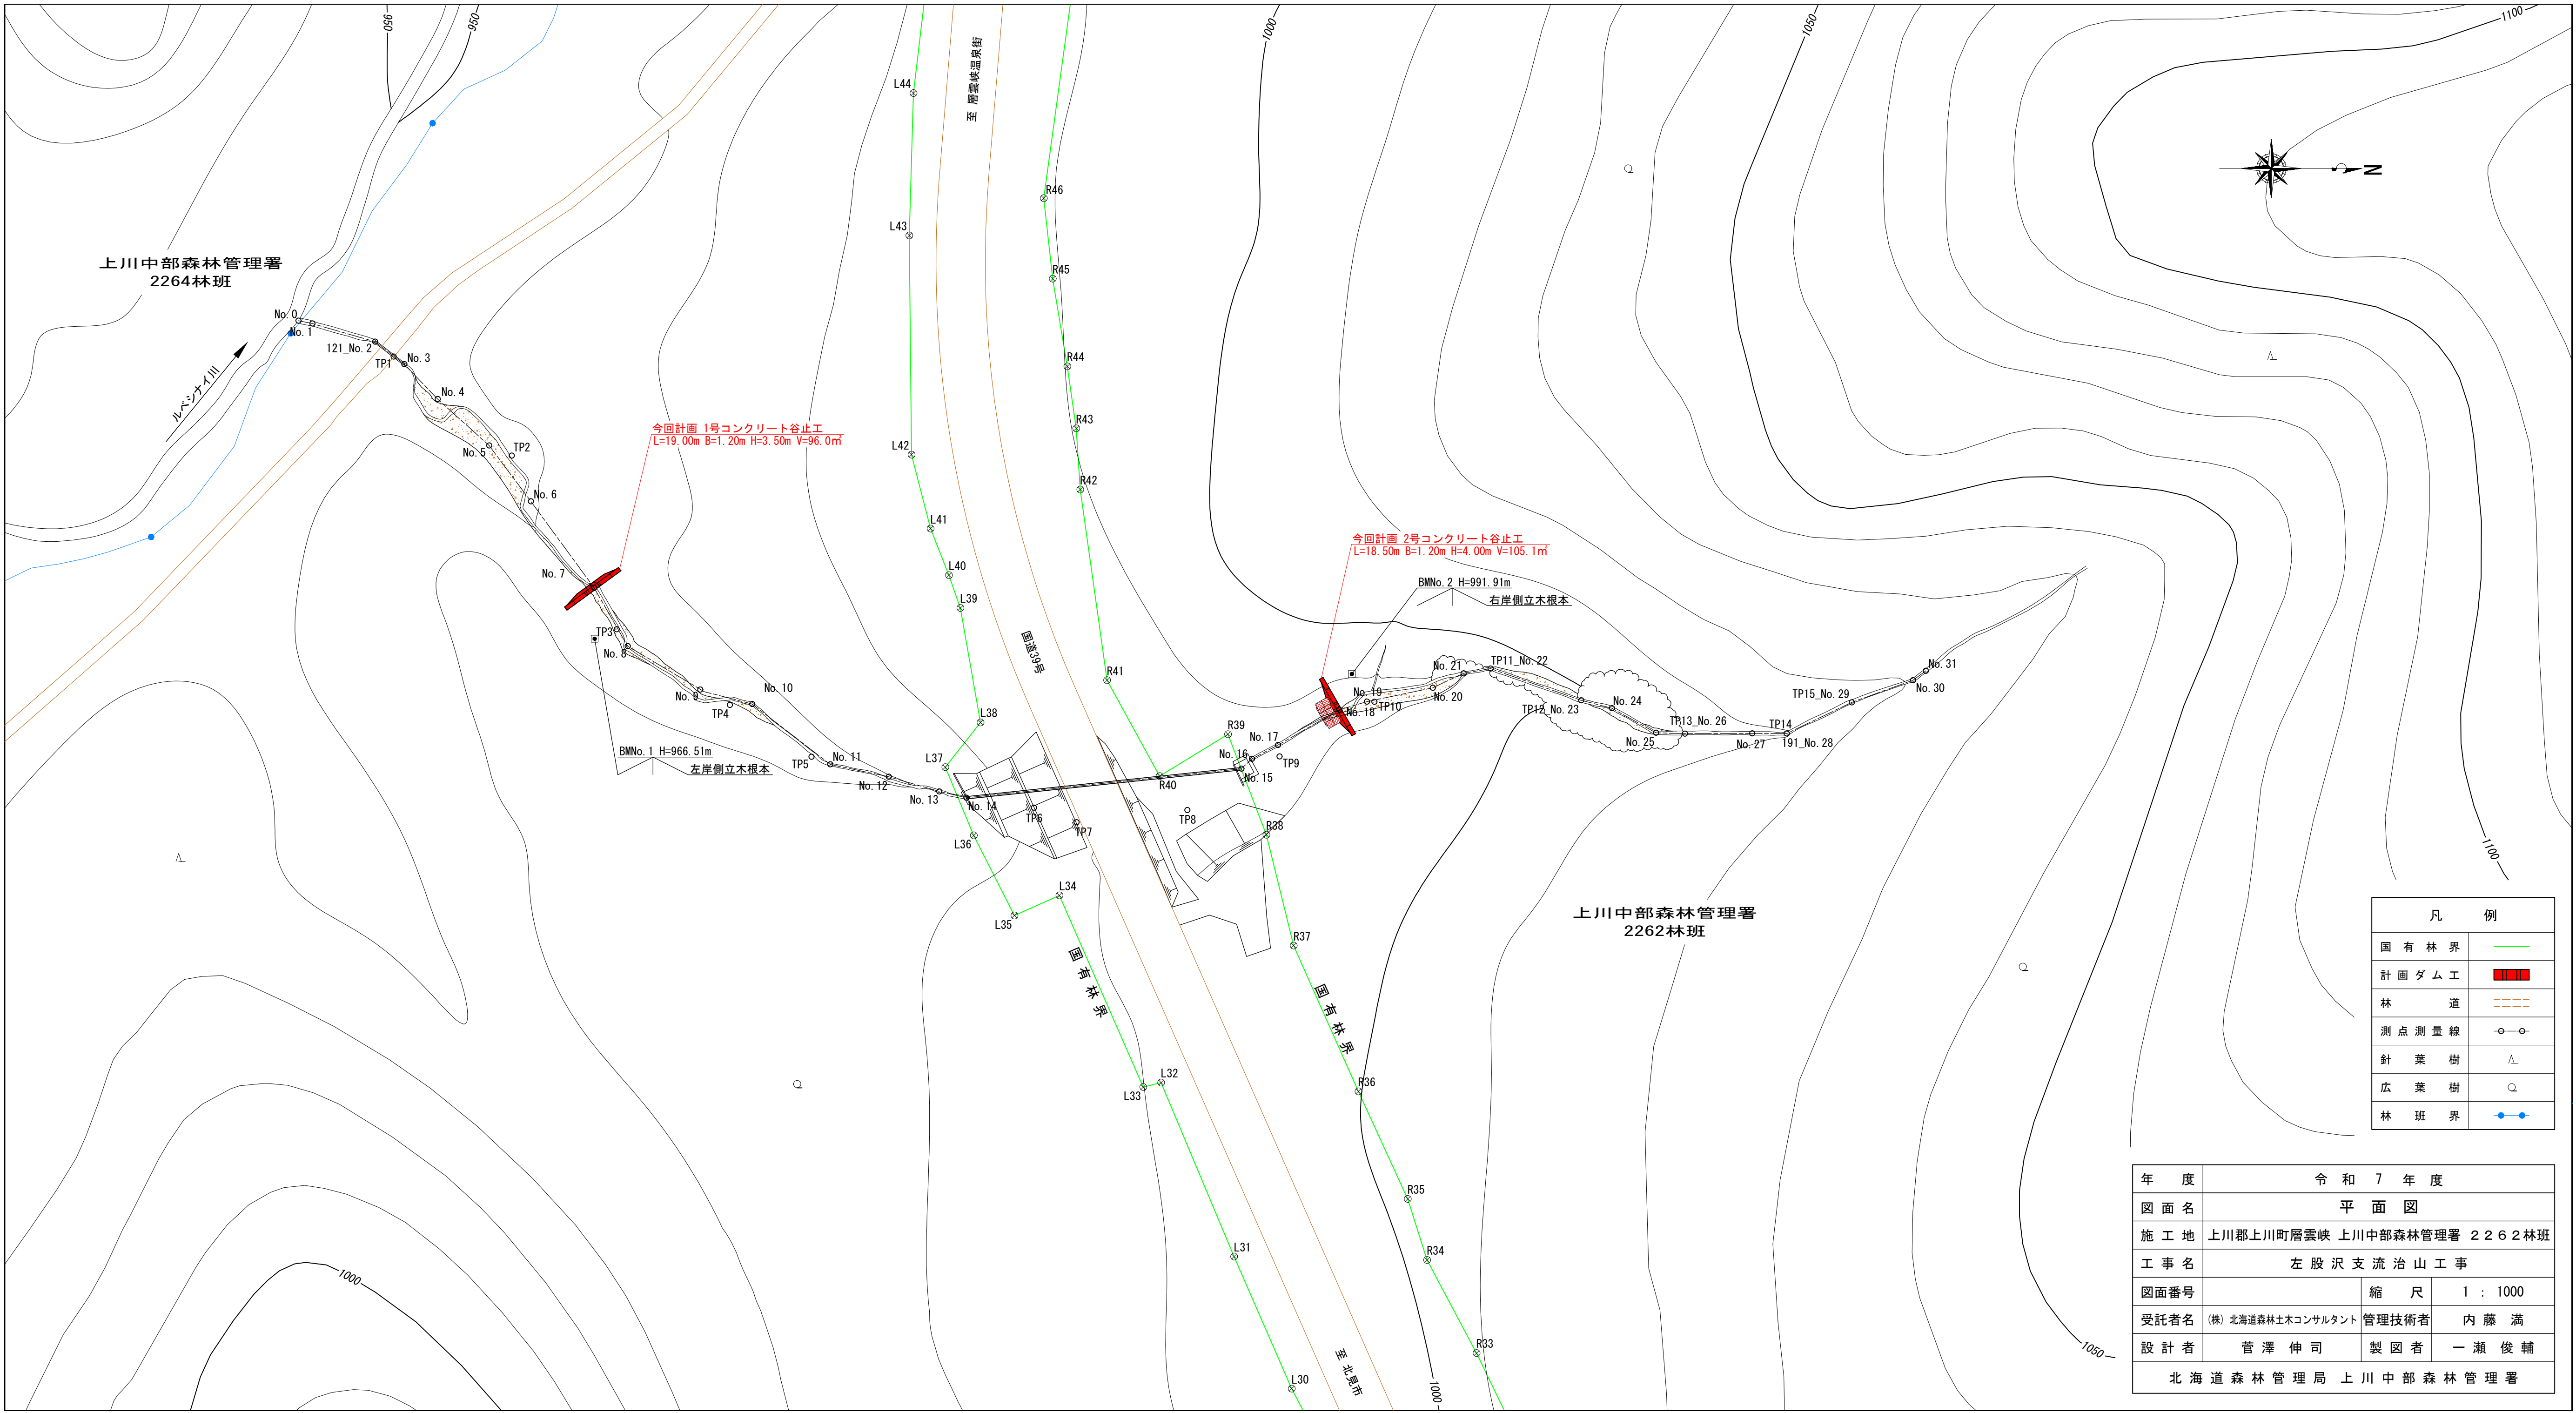 950
950
1000
1050
1100
至 層雲峡温泉街
N
上川中部森林管理署
2264林班
ルベシナイ川
No.0
No.1
121_No.2
TP1
No.3
No.4
No.5
TP2
No.6
No.7
TP3
No.8
No.9
TP4
No.10
TP5
No.11
No.12
No.13
No.14
TP6
TP7
今回計画 1号コンクリート谷止工
L=19.00m B=1.20m H=3.50m V=96.0㎥
BMNo.1 H=966.51m
左岸側立木根本
L44
L43
L42
L41
L40
L39
L38
L37
L36
L35
L34
L33
L32
L31
L30
R46
R45
R44
R43
R42
R41
R40
R39
R38
R37
R36
R35
R34
R33
国道39号
国有林界
国有林界
至 北見市
今回計画 2号コンクリート谷止工
L=18.50m B=1.20m H=4.00m V=105.1㎥
BMNo.2 H=991.91m
右岸側立木根本
TP8
No.15
No.16
No.17
TP9
No.18
No.19
TP10
No.20
No.21
TP11_No.22
TP12_No.23
No.24
No.25
TP13_No.26
No.27
TP14
191_No.28
TP15_No.29
No.30
No.31
上川中部森林管理署
2262林班
1000
1000
1050
1100
凡 例
国有林界
計画ダム工
林道
測点測量線
針葉樹
広葉樹
林班界
年度 令和7年度
図面名 平面図
施工地 上川郡上川町層雲峡 上川中部森林管理署 2262林班
工事名 左股沢支流治山工事
図面番号 縮尺 1 : 1000
受託者名 (株) 北海道森林土木コンサルタント 管理技術者 内藤 満
設計者 菅澤 伸司 製図者 一瀬 俊輔
北海道森林管理局 上川中部森林管理署